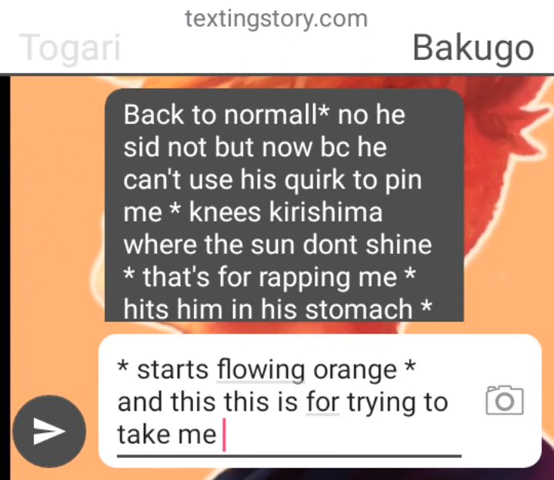 textingstory.com
Togari Bakugo
Back to normall* no he
sid not but now bc he
can't use his quirk to pin
me * knees kirishima
where the sun dont shine
* that's for rapping me *
hits him in his stomach *
* starts flowing orange *
and this this is for trying to
take me